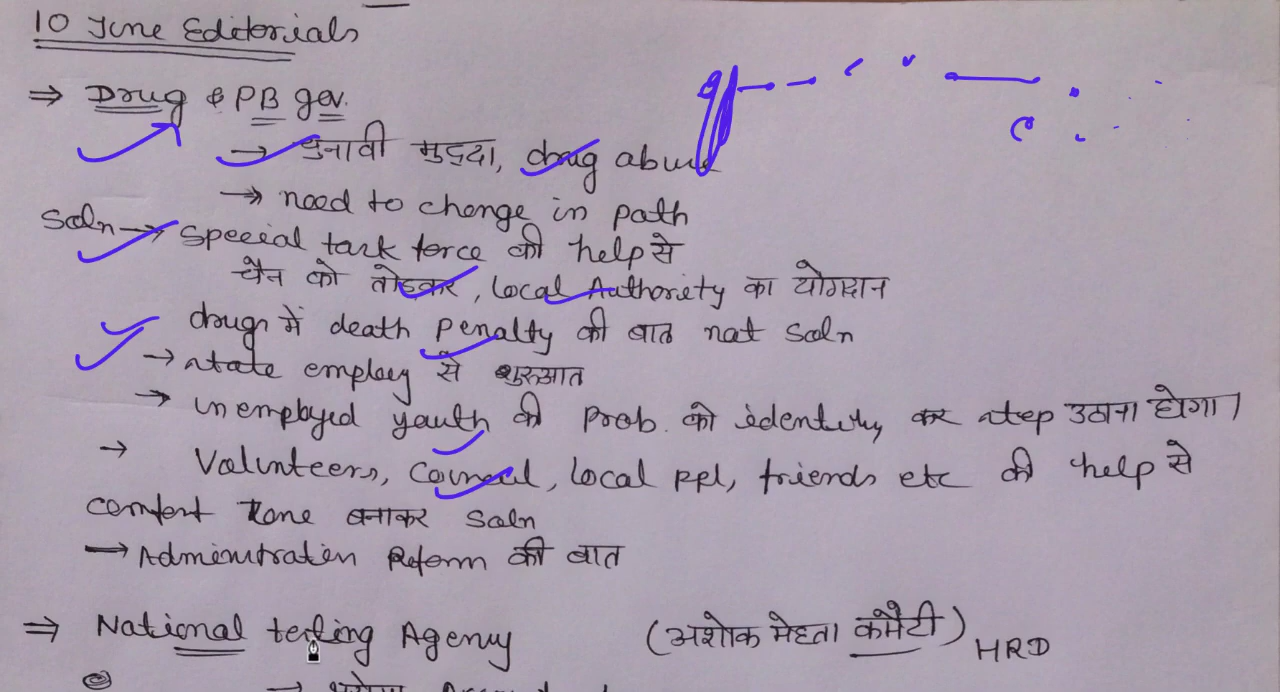 10 June Editorials
⇒ Drug & PB gov.
→ चुनावी मुद्दा, drug abuse
→ need to change in path
Soln → Special task force की help से
चैन को तोड़कर, Local Authority का योगदान
drugs में death Penalty की बात not soln
→ state employ से शुरुआत
→ unemployed youth की Prob. को identify कर step उठाना होगा।
→ Volunteers, Council, local ppl, friends etc की help से
comfort zone बनाकर soln
→ Administration Reform की बात
⇒ National testing Agency (अशोक मेहता कमैटी) HRD